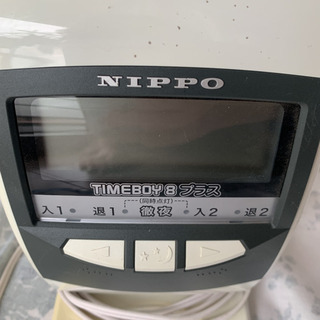 NIPPO
TIMEBOY 8 プラス
(同時点灯)
入1・ 退1・ 徹夜 ・入2・ 退2